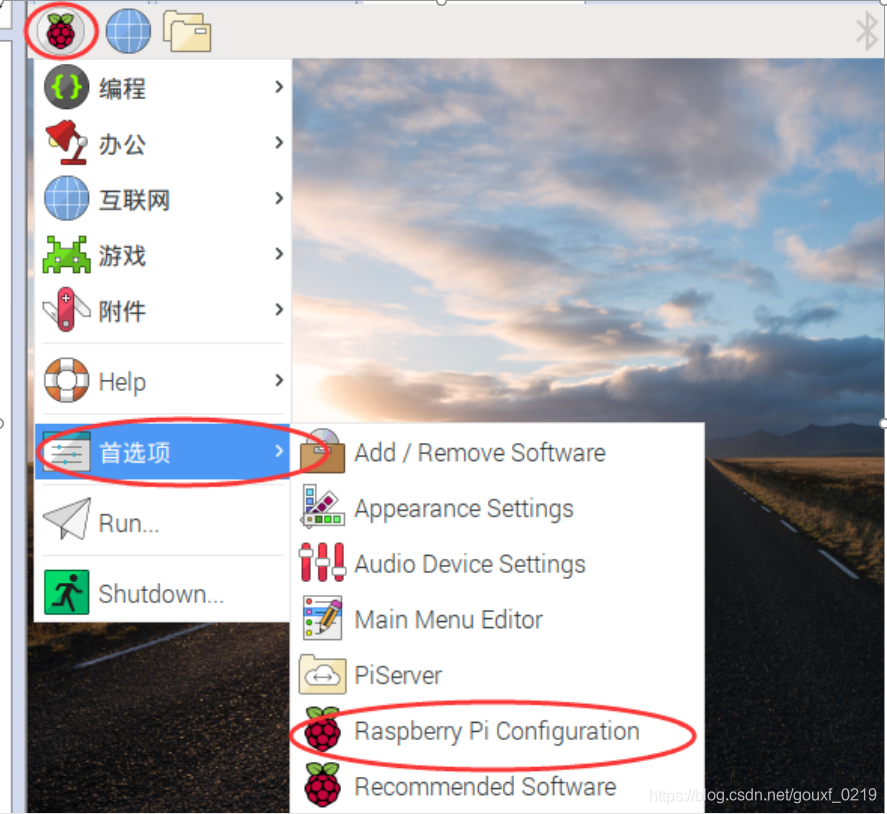 编程
办公
互联网
游戏
附件
Help
首选项
Run...
Shutdown...
Add / Remove Software
Appearance Settings
Audio Device Settings
Main Menu Editor
PiServer
Raspberry Pi Configuration
Recommended Software
https://blog.csdn.net/gouxf_0219